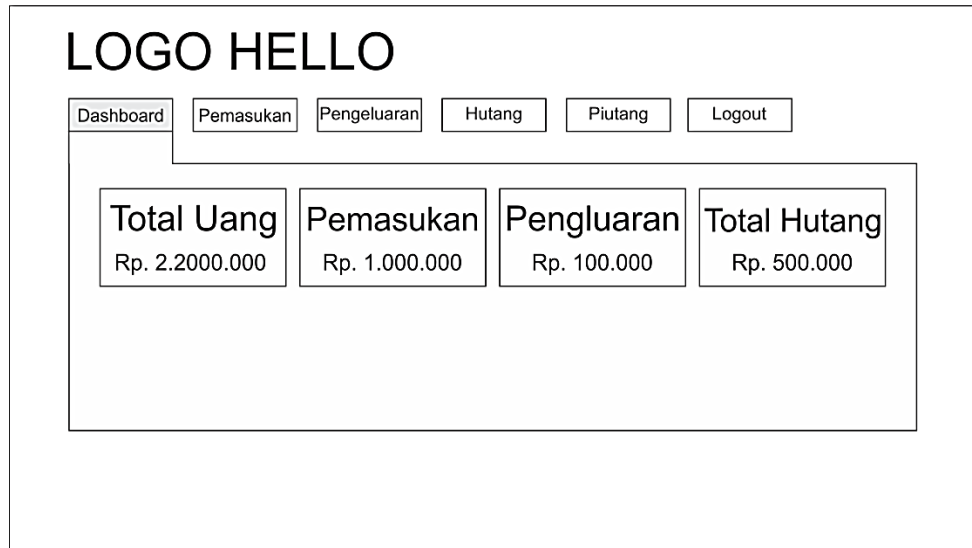 LOGO HELLO
Dashboard Pemasukan Pengeluaran Hutang Piutang Logout
Total Uang Pemasukan Pengluaran Total Hutang
Rp. 2.2000.000 Rp. 1.000.000 Rp. 100.000 Rp. 500.000